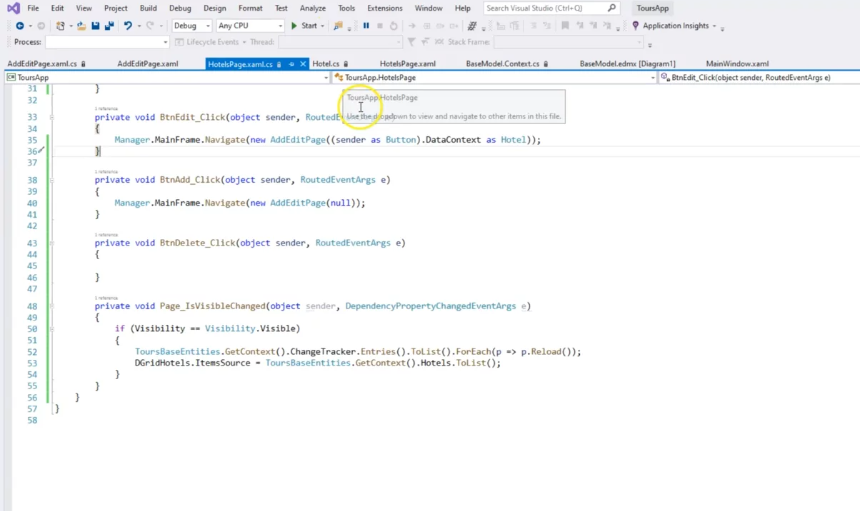 File Edit View Project Build Debug Design Format Test Analyze Tools Extensions Window Help Search Visual Studio (Ctrl+Q) ToursApp
Debug Any CPU Start Application Insights
Process: Lifecycle Events Thread: Stack Frame:
AddEditPage.xaml.cs AddEditPage.xaml HotelsPage.xaml.cs Hotel.cs HotelsPage.xaml BaseModel.Context.cs BaseModel.edmx [Diagram1] MainWindow.xaml
ToursApp ToursApp.HotelsPage BtnEdit_Click(object sender, RoutedEventArgs e)
31 }
ToursApp.HotelsPage
32
1 reference
33 private void BtnEdit_Click(object sender,
Use the dropdown to view and navigate to other items in this file.
34 {
35 Manager.MainFrame.Navigate(new AddEditPage((sender as Button).DataContext as Hotel));
36 }
37
1 reference
38 private void BtnAdd_Click(object sender, RoutedEventArgs e)
39 {
40 Manager.MainFrame.Navigate(new AddEditPage(null));
41 }
42
1 reference
43 private void BtnDelete_Click(object sender, RoutedEventArgs e)
44 {
45
46 }
47
1 reference
48 private void Page_IsVisibleChanged(object sender, DependencyPropertyChangedEventArgs e)
49 {
50 if (Visibility == Visibility.Visible)
51 {
52 ToursBaseEntities.GetContext().ChangeTracker.Entries().ToList().ForEach(p => p.Reload());
53 DGridHotels.ItemsSource = ToursBaseEntities.GetContext().Hotels.ToList();
54 }
55 }
56 }
57 }
58